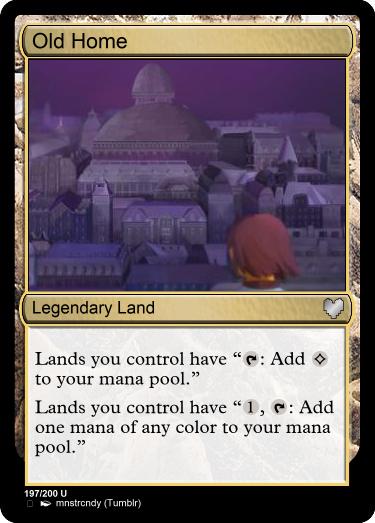 Old Home
Legendary Land
Lands you control have “: Add
to your mana pool.”
Lands you control have “1, : Add
one mana of any color to your mana
pool.”
197/200 U
mnstrcndy (Tumblr)